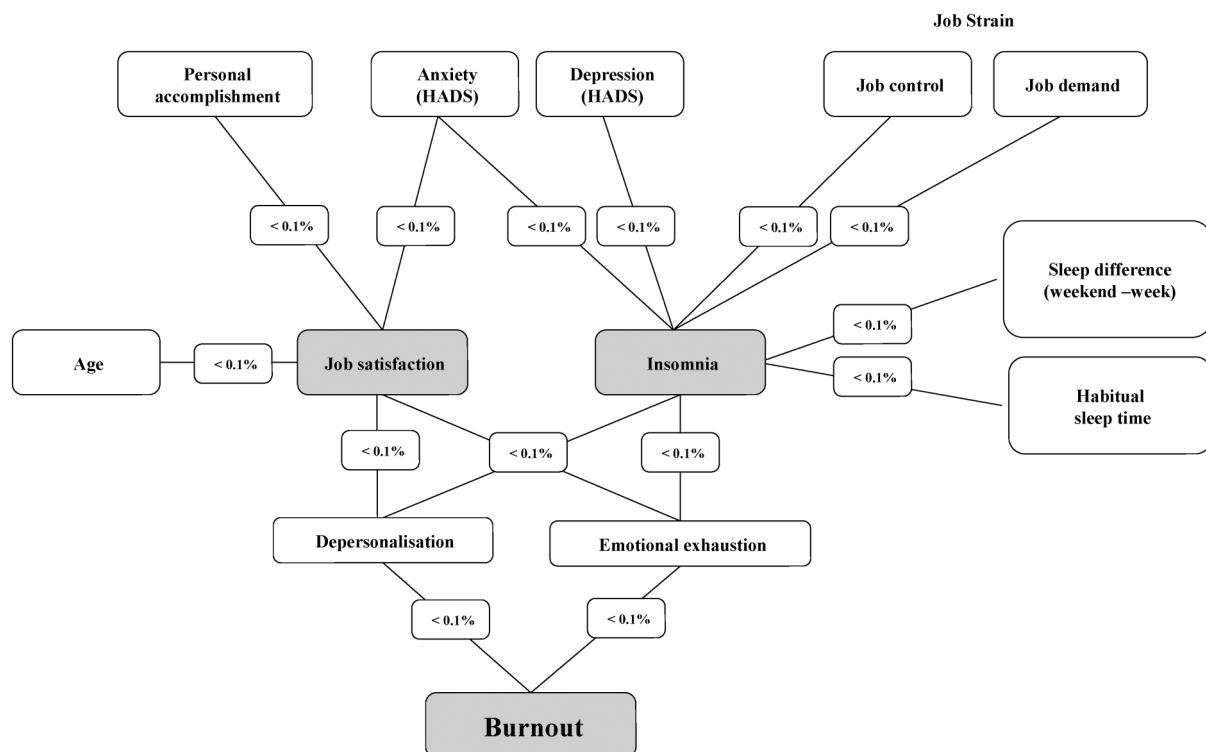 Job Strain
Personal
accomplishment
Anxiety
(HADS)
Depression
(HADS)
Job control
Job demand
< 0.1%
< 0.1%
< 0.1%
< 0.1%
< 0.1%
< 0.1%
Sleep difference
(weekend –week)
< 0.1%
Age
< 0.1%
Job satisfaction
Insomnia
< 0.1%
Habitual
sleep time
< 0.1%
< 0.1%
< 0.1%
Depersonalisation
Emotional exhaustion
< 0.1%
< 0.1%
Burnout